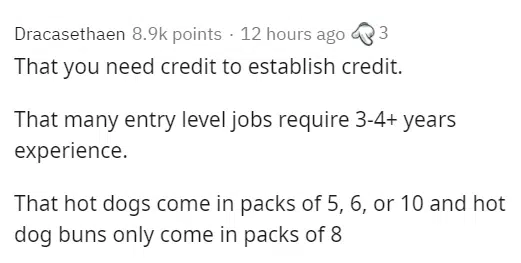 Dracasethaen 8.9k points · 12 hours ago 3
That you need credit to establish credit.
That many entry level jobs require 3-4+ years
experience.
That hot dogs come in packs of 5, 6, or 10 and hot
dog buns only come in packs of 8